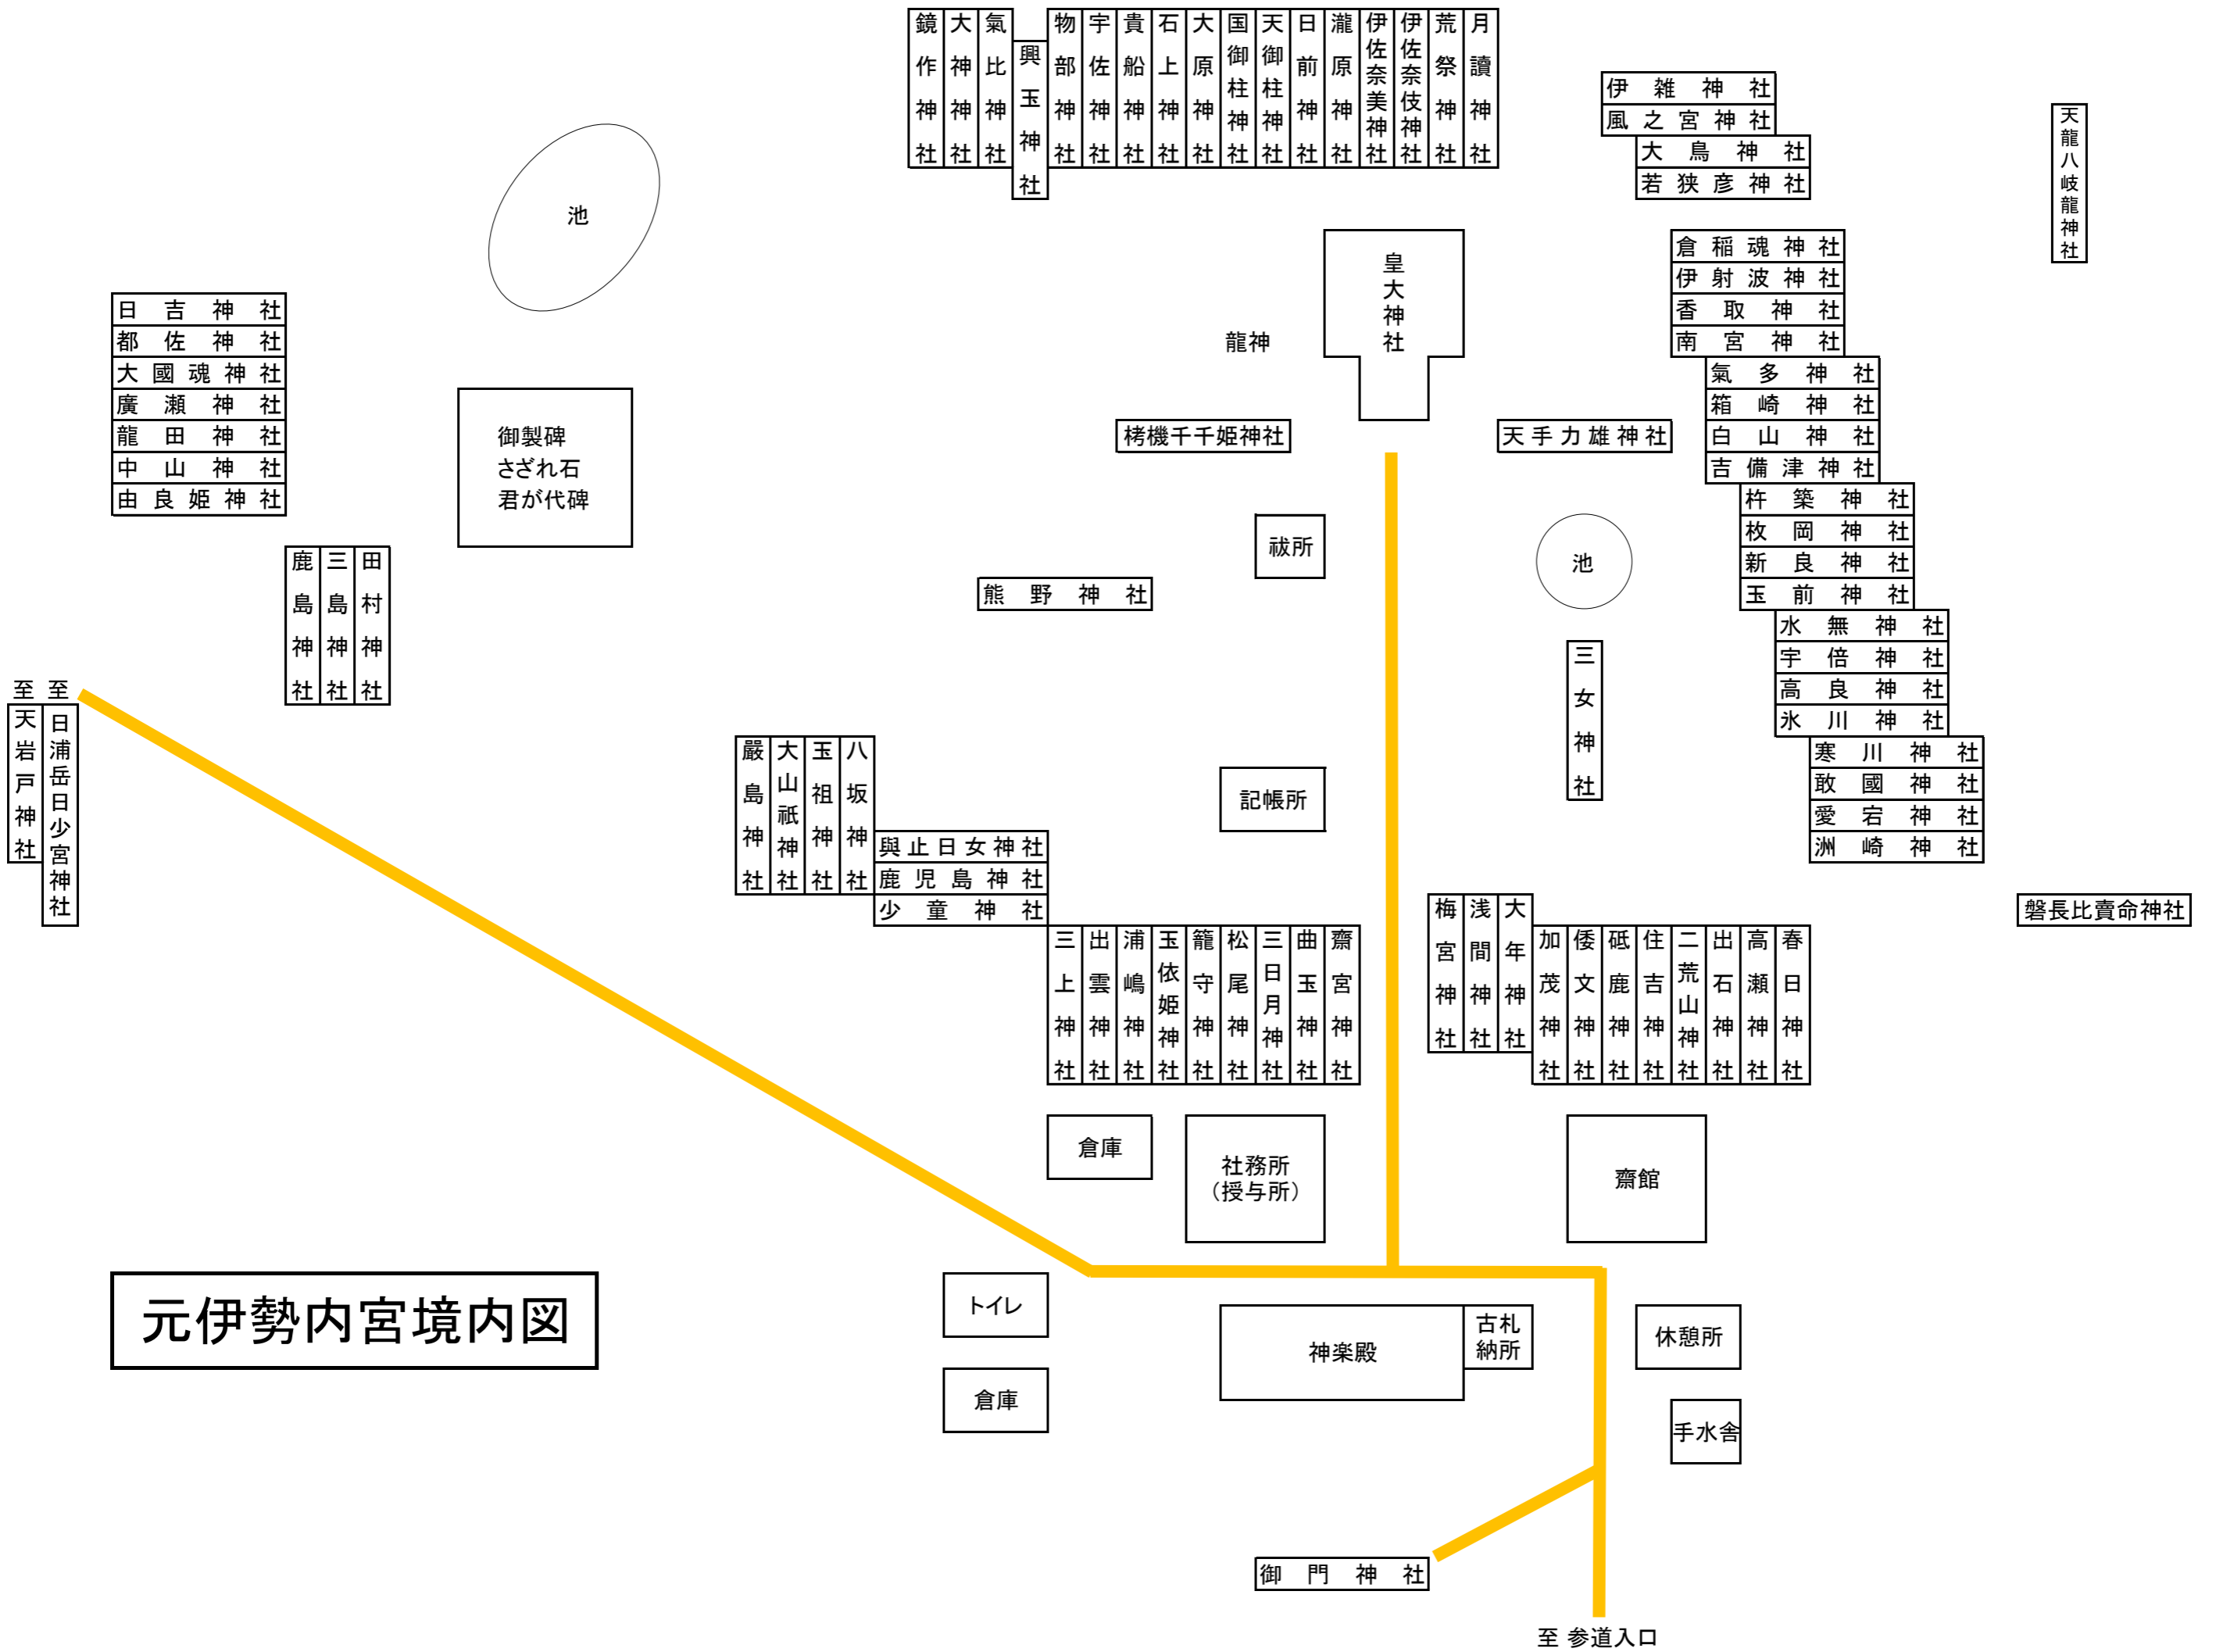 鏡作神社
大神神社
氣比神社
興玉神社
物部神社
宇佐神社
貴船神社
石上神社
大原神社
国御柱神社
天御柱神社
日前神社
瀧原神社
伊佐奈美神社
伊佐奈伎神社
荒祭神社
月讀神社
伊雑神社
風之宮神社
大鳥神社
若狭彦神社
天龍八岐龍神社
池
皇大神社
龍神
倉稲魂神社
伊射波神社
香取神社
南宮神社
氣多神社
箱崎神社
白山神社
吉備津神社
杵築神社
枚岡神社
新良神社
玉前神社
水無神社
宇倍神社
高良神社
氷川神社
寒川神社
敢國神社
愛宕神社
洲崎神社
日吉神社
都佐神社
大國魂神社
廣瀬神社
龍田神社
中山神社
由良姫神社
御製碑
さざれ石
君が代碑
栲機千千姫神社
天手力雄神社
祓所
池
熊野神社
鹿島神社
三島神社
田村神社
三女神社
至
至
天岩戸神社
日浦岳日少宮神社
嚴島神社
大山祇神社
玉祖神社
八坂神社
記帳所
與止日女神社
鹿児島神社
少童神社
磐長比賣命神社
三上神社
出雲神社
浦嶋神社
玉依姫神社
籠守神社
松尾神社
三日月神社
曲玉神社
齋宮神社
梅宮神社
浅間神社
大年神社
加茂神社
倭文神社
砥鹿神社
住吉神社
二荒山神社
出石神社
高瀬神社
春日神社
倉庫
社務所
（授与所）
齋館
元伊勢内宮境内図
トイレ
倉庫
神楽殿
古札
納所
休憩所
手水舎
御門神社
至 参道入口